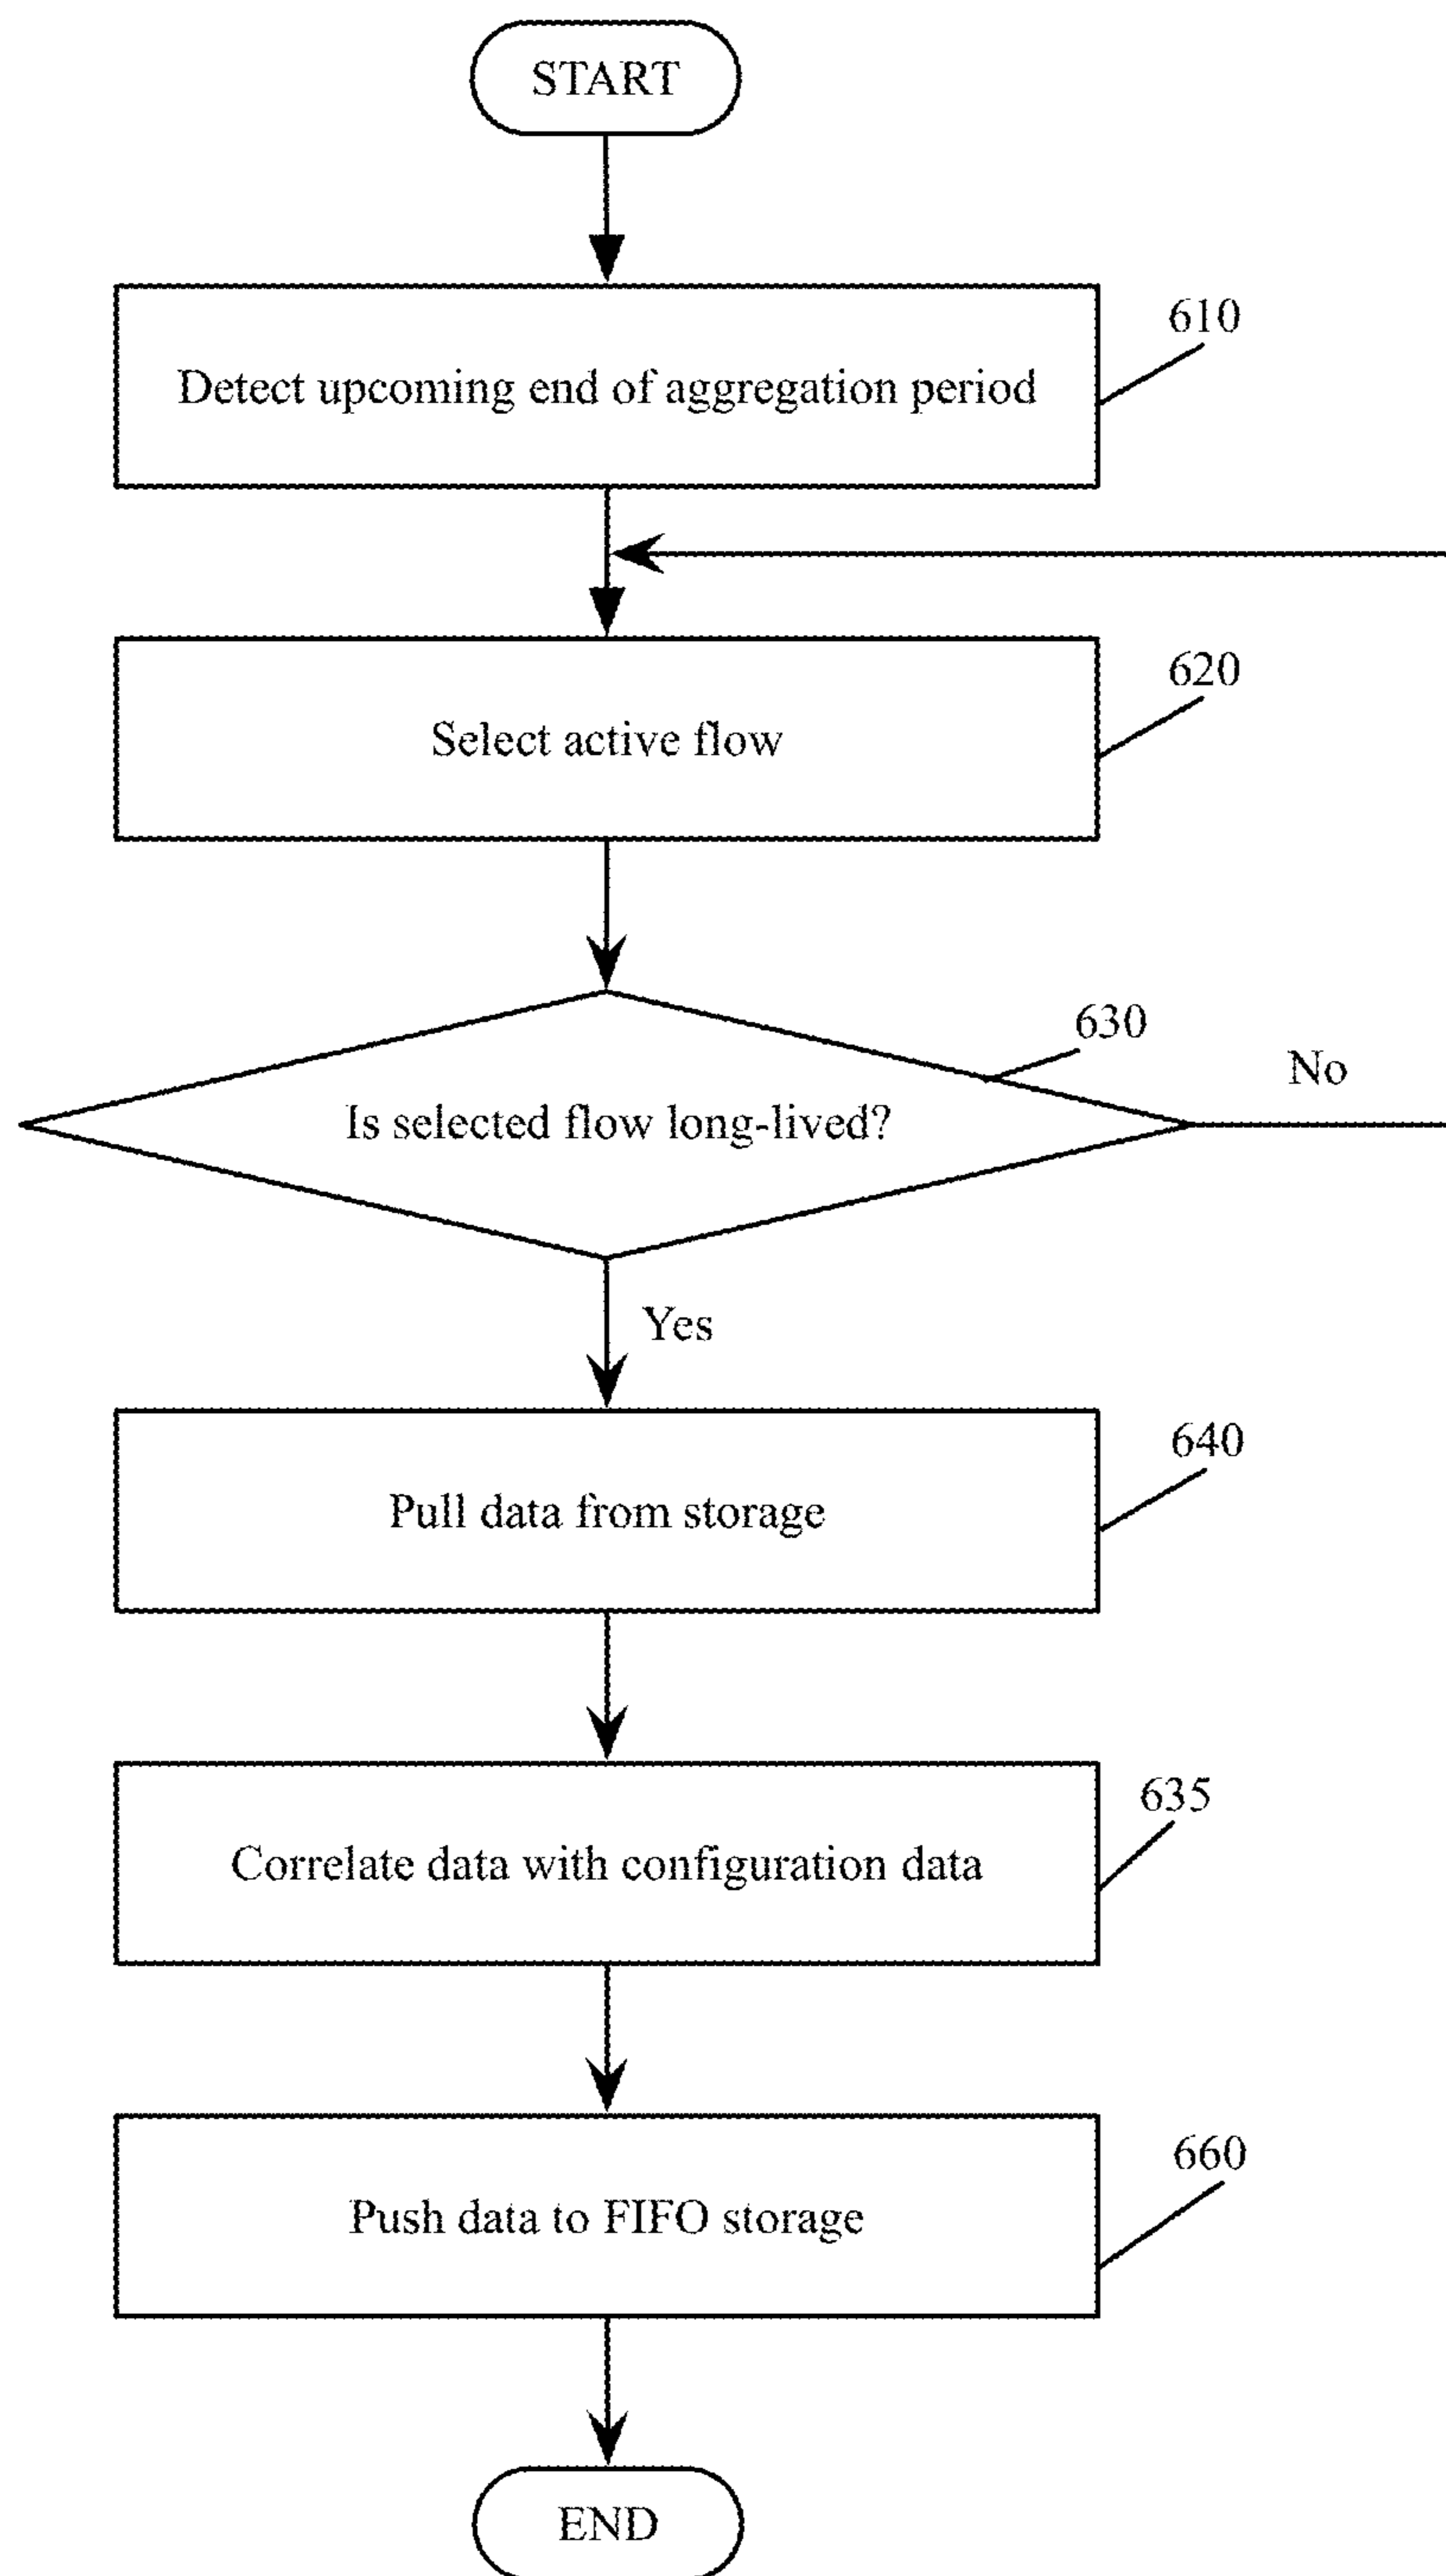 START
610
Detect upcoming end of aggregation period
620
Select active flow
630
No
Is selected flow long-lived?
Yes
640
Pull data from storage
635
Correlate data with configuration data
660
Push data to FIFO storage
END